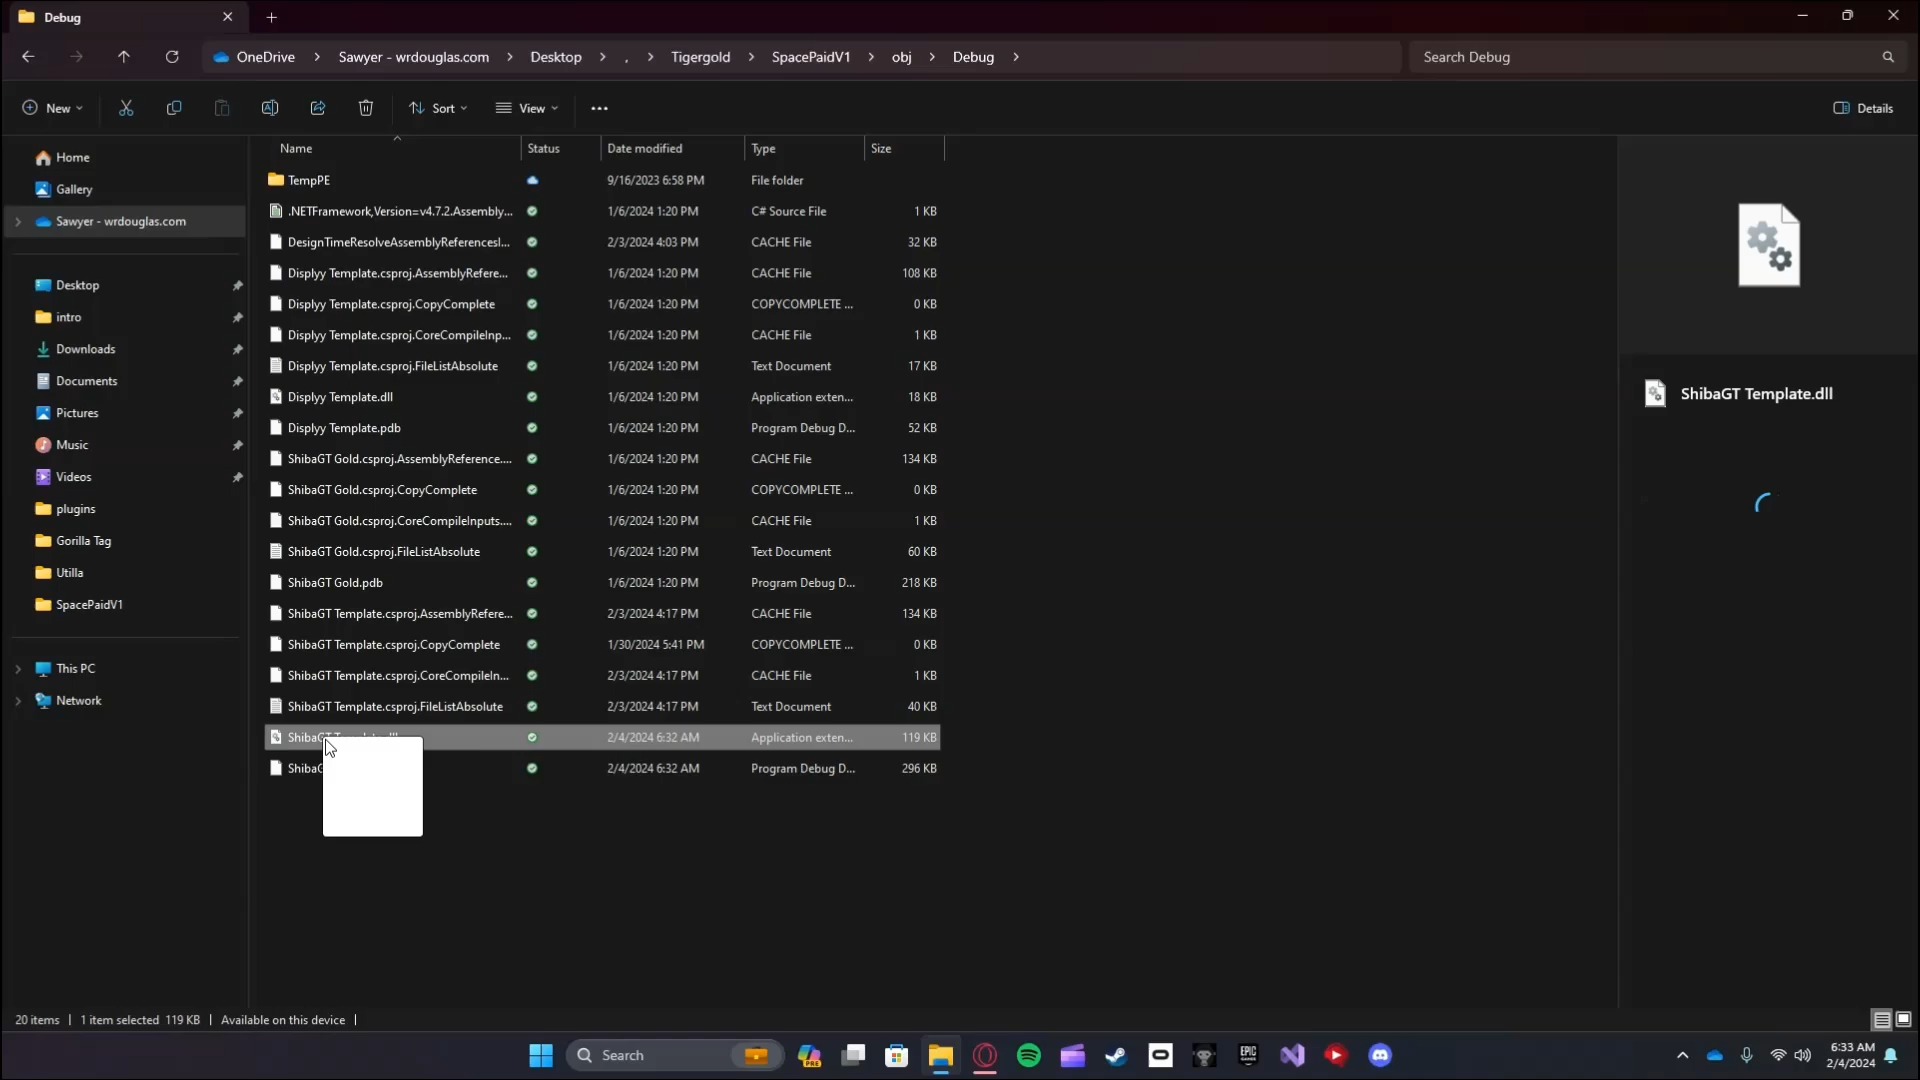 Debug
OneDrive > Sawyer - wrdouglas.com > Desktop > , > Tigergold > SpacePaidV1 > obj > Debug >
Search Debug
New
Sort
View
Details
Home
Gallery
Sawyer - wrdouglas.com
Desktop
intro
Downloads
Documents
Pictures
Music
Videos
plugins
Gorilla Tag
Utilla
SpacePaidV1
This PC
Network
Name Status Date modified Type Size
TempPE 9/16/2023 6:58 PM File folder
.NETFramework,Version=v4.7.2.Assembly... 1/6/2024 1:20 PM C# Source File 1 KB
DesignTimeResolveAssemblyReferencesI... 2/3/2024 4:03 PM CACHE File 32 KB
Displyy Template.csproj.AssemblyRefere... 1/6/2024 1:20 PM CACHE File 108 KB
Displyy Template.csproj.CopyComplete 1/6/2024 1:20 PM COPYCOMPLETE ... 0 KB
Displyy Template.csproj.CoreCompileInp... 1/6/2024 1:20 PM CACHE File 1 KB
Displyy Template.csproj.FileListAbsolute 1/6/2024 1:20 PM Text Document 17 KB
Displyy Template.dll 1/6/2024 1:20 PM Application exten... 18 KB
Displyy Template.pdb 1/6/2024 1:20 PM Program Debug D... 52 KB
ShibaGT Gold.csproj.AssemblyReference.... 1/6/2024 1:20 PM CACHE File 134 KB
ShibaGT Gold.csproj.CopyComplete 1/6/2024 1:20 PM COPYCOMPLETE ... 0 KB
ShibaGT Gold.csproj.CoreCompileInputs.... 1/6/2024 1:20 PM CACHE File 1 KB
ShibaGT Gold.csproj.FileListAbsolute 1/6/2024 1:20 PM Text Document 60 KB
ShibaGT Gold.pdb 1/6/2024 1:20 PM Program Debug D... 218 KB
ShibaGT Template.csproj.AssemblyRefere... 2/3/2024 4:17 PM CACHE File 134 KB
ShibaGT Template.csproj.CopyComplete 1/30/2024 5:41 PM COPYCOMPLETE ... 0 KB
ShibaGT Template.csproj.CoreCompileIn... 2/3/2024 4:17 PM CACHE File 1 KB
ShibaGT Template.csproj.FileListAbsolute 2/3/2024 4:17 PM Text Document 40 KB
ShibaGT Template.dll 2/4/2024 6:32 AM Application exten... 119 KB
Shiba 2/4/2024 6:32 AM Program Debug D... 296 KB
ShibaGT Template.dll
20 items | 1 item selected 119 KB | Available on this device |
Search
PRE
EPIC GAMES
6:33 AM
2/4/2024